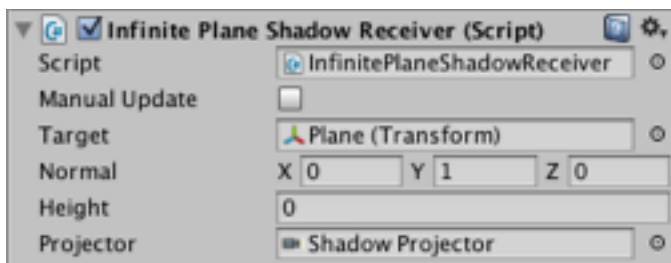 Infinite Plane Shadow Receiver (Script)
Script InfinitePlaneShadowReceiver
Manual Update
Target Plane (Transform)
Normal X 0 Y 1 Z 0
Height 0
Projector Shadow Projector